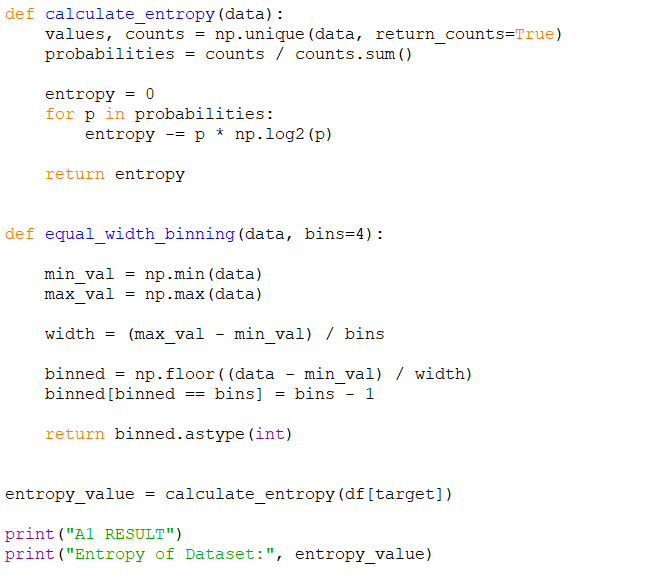 def calculate_entropy(data):
    values, counts = np.unique(data, return_counts=True)
    probabilities = counts / counts.sum()

    entropy = 0
    for p in probabilities:
        entropy -= p * np.log2(p)

    return entropy


def equal_width_binning(data, bins=4):

    min_val = np.min(data)
    max_val = np.max(data)

    width = (max_val - min_val) / bins

    binned = np.floor((data - min_val) / width)
    binned[binned == bins] = bins - 1

    return binned.astype(int)


entropy_value = calculate_entropy(df[target])

print("A1 RESULT")
print("Entropy of Dataset:", entropy_value)